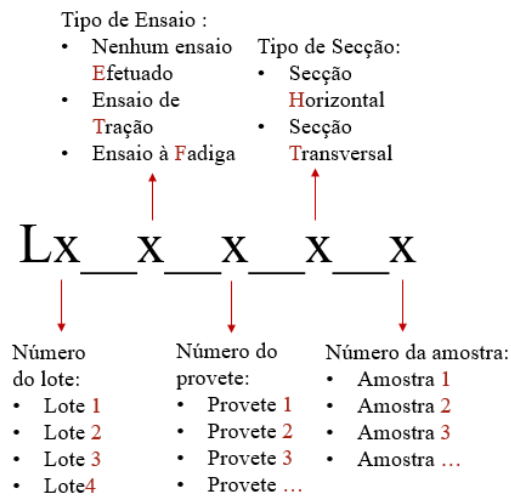 Tipo de Ensaio :
• Nenhum ensaio
Efetuado
• Ensaio de
Tração
• Ensaio à Fadiga
Tipo de Secção:
• Secção
Horizontal
• Secção
Transversal
Lx__x__x__x__x
Número
do lote:
• Lote 1
• Lote 2
• Lote 3
• Lote4
Número do
provete:
• Provete 1
• Provete 2
• Provete 3
• Provete …
Número da amostra:
• Amostra 1
• Amostra 2
• Amostra 3
• Amostra …